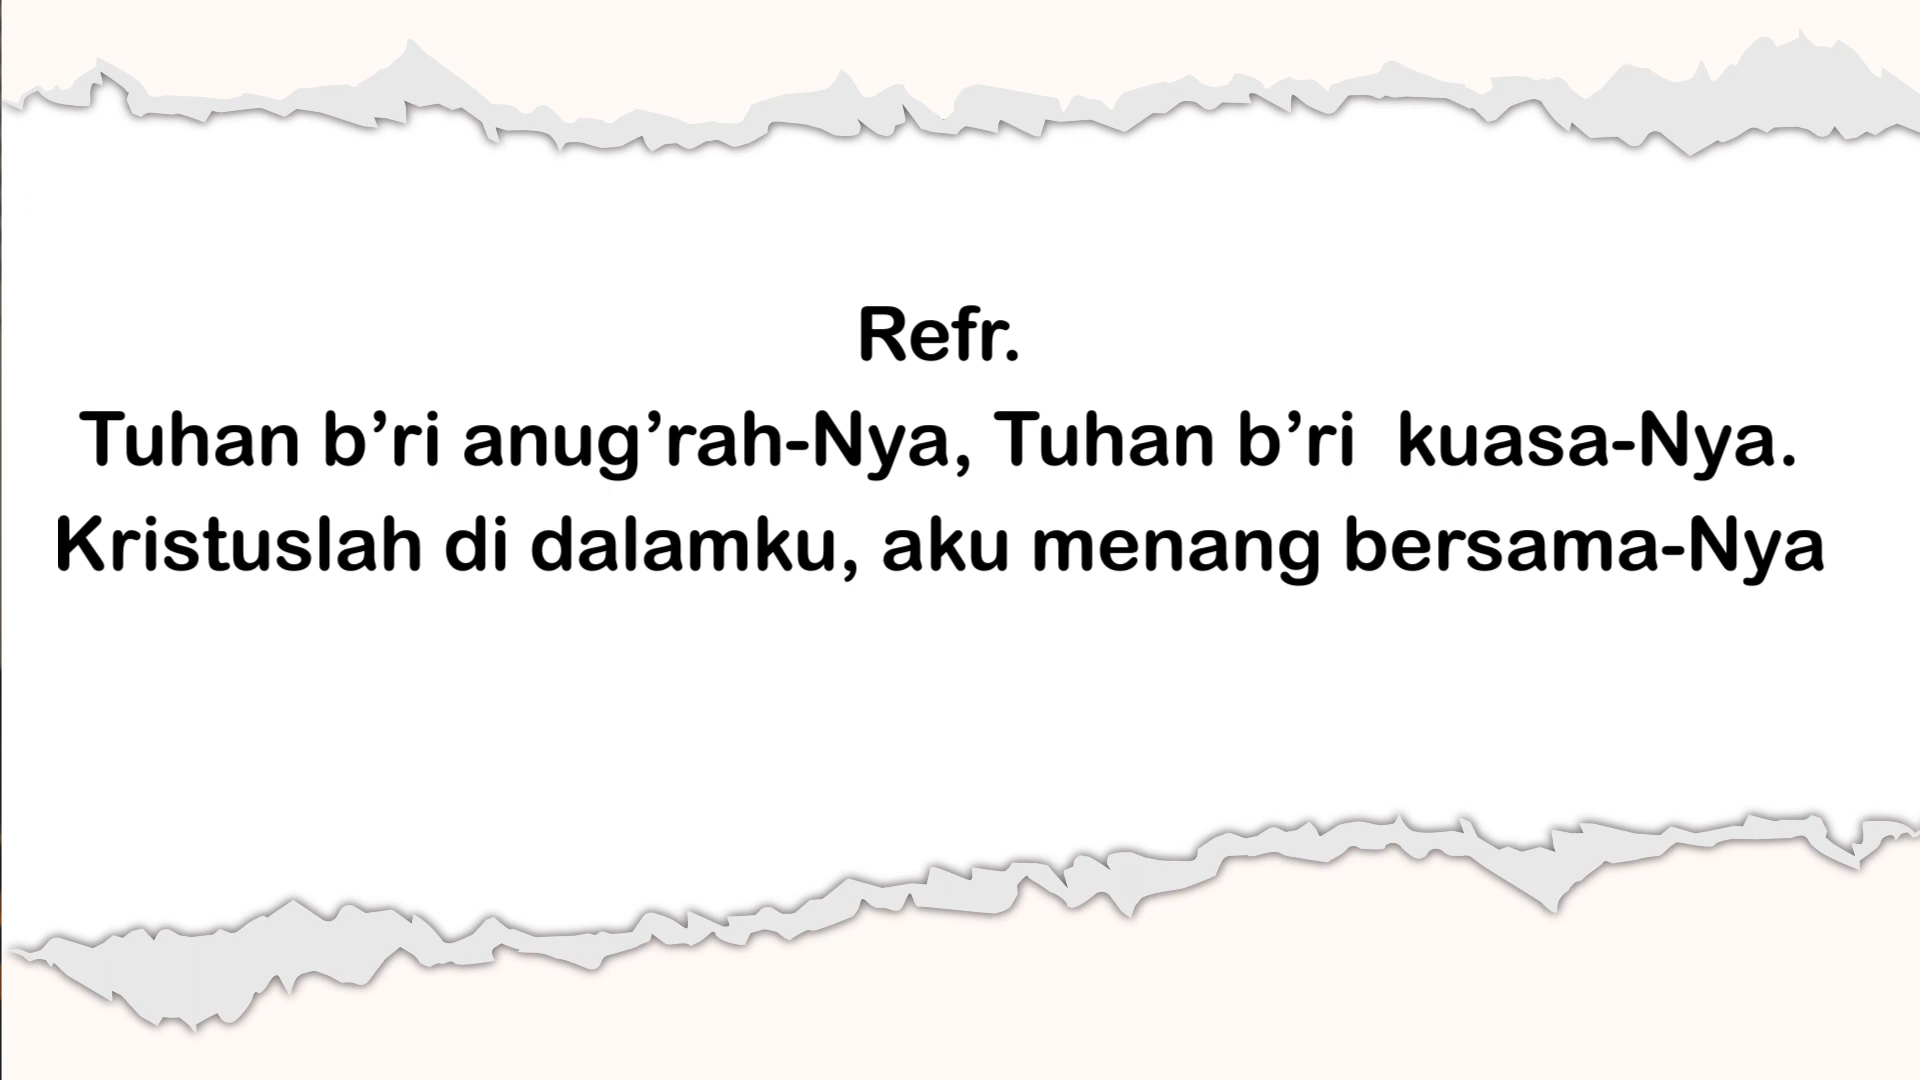 Refr.
Tuhan b’ri anug’rah-Nya, Tuhan b’ri  kuasa-Nya.
Kristuslah di dalamku, aku menang bersama-Nya